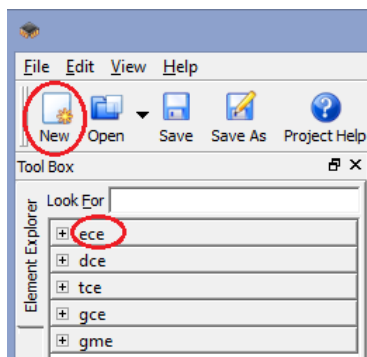 File Edit View Help
New Open Save Save As Project Help
Tool Box
Look For
Element Explorer
ece
dce
tce
gce
gme